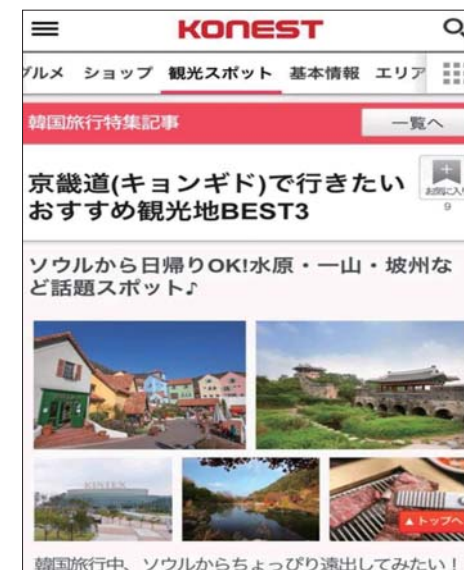 KONEST
グルメ ショップ 観光スポット 基本情報 エリア
韓国旅行特集記事 一覧へ
京畿道(キョンギド)で行きたい
おすすめ観光地BEST3
お気に入り
9
ソウルから日帰りOK!水原・一山・坡州な
ど話題スポット♪
KINTEX
▲トップへ
韓国旅行中、ソウルからちょっぴり遠出してみたい！